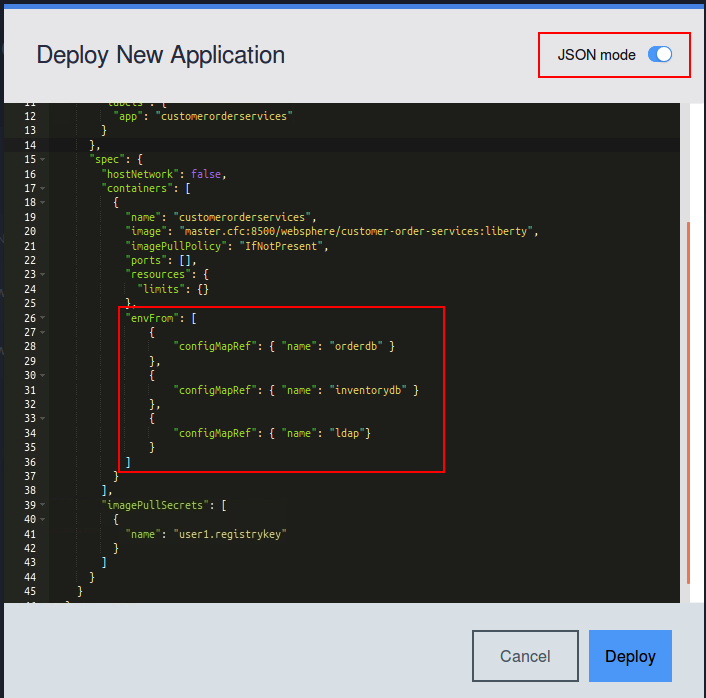 Deploy New Application
JSON mode
11 "labels": {
12 "app": "customerorderservices"
13 }
14 },
15 "spec": {
16 "hostNetwork": false,
17 "containers": [
18 {
19 "name": "customerorderservices",
20 "image": "master.cfc:8500/websphere/customer-order-services:liberty",
21 "imagePullPolicy": "IfNotPresent",
22 "ports": [],
23 "resources": {
24 "limits": {}
25 },
26 "envFrom": [
27 {
28 "configMapRef": { "name": "orderdb" }
29 },
30 {
31 "configMapRef": { "name": "inventorydb" }
32 },
33 {
34 "configMapRef": { "name": "ldap"}
35 }
36 ]
37 }
38 ],
39 "imagePullSecrets": [
40 {
41 "name": "user1.registrykey"
42 }
43 ]
44 }
45 }
Cancel
Deploy